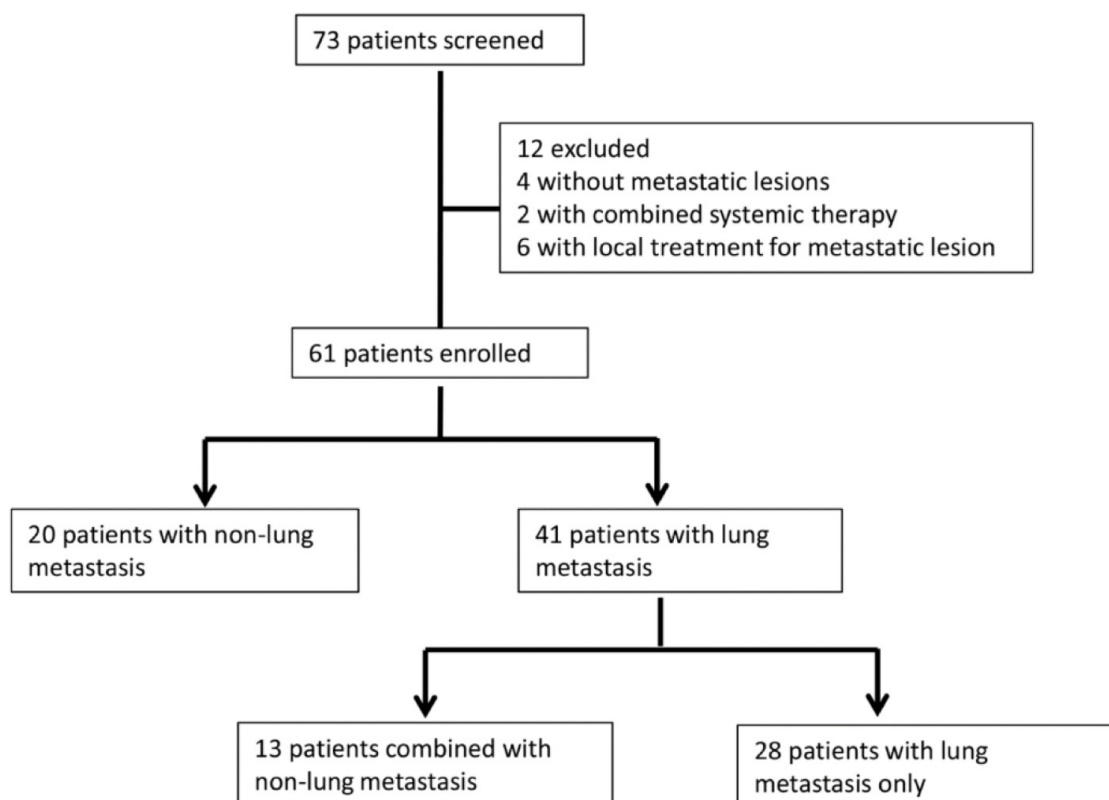 73 patients screened
12 excluded
4 without metastatic lesions
2 with combined systemic therapy
6 with local treatment for metastatic lesion
61 patients enrolled
20 patients with non-lung
metastasis
41 patients with lung
metastasis
13 patients combined with
non-lung metastasis
28 patients with lung
metastasis only